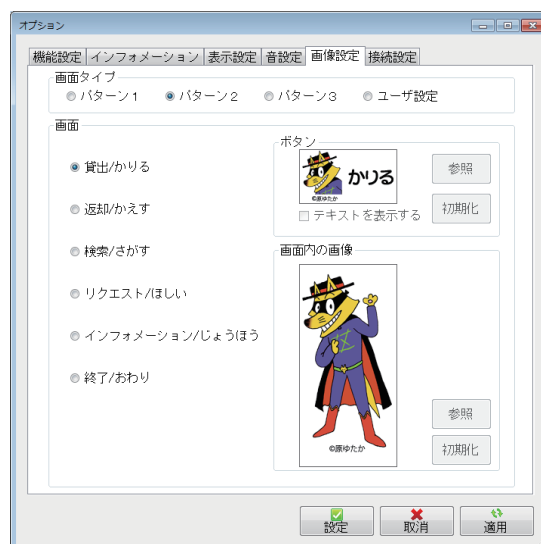 オプション
機能設定 インフォメーション 表示設定 音設定 画像設定 接続設定
画面タイプ
パターン1 パターン2 パターン3 ユーザ設定
画面
貸出/かりる
返却/かえす
検索/さがす
リクエスト/ほしい
インフォメーション/じょうほう
終了/おわり
ボタン
かりる
©原ゆたか
参照
テキストを表示する
初期化
画面内の画像
Z
©原ゆたか
参照
初期化
設定 取消 適用